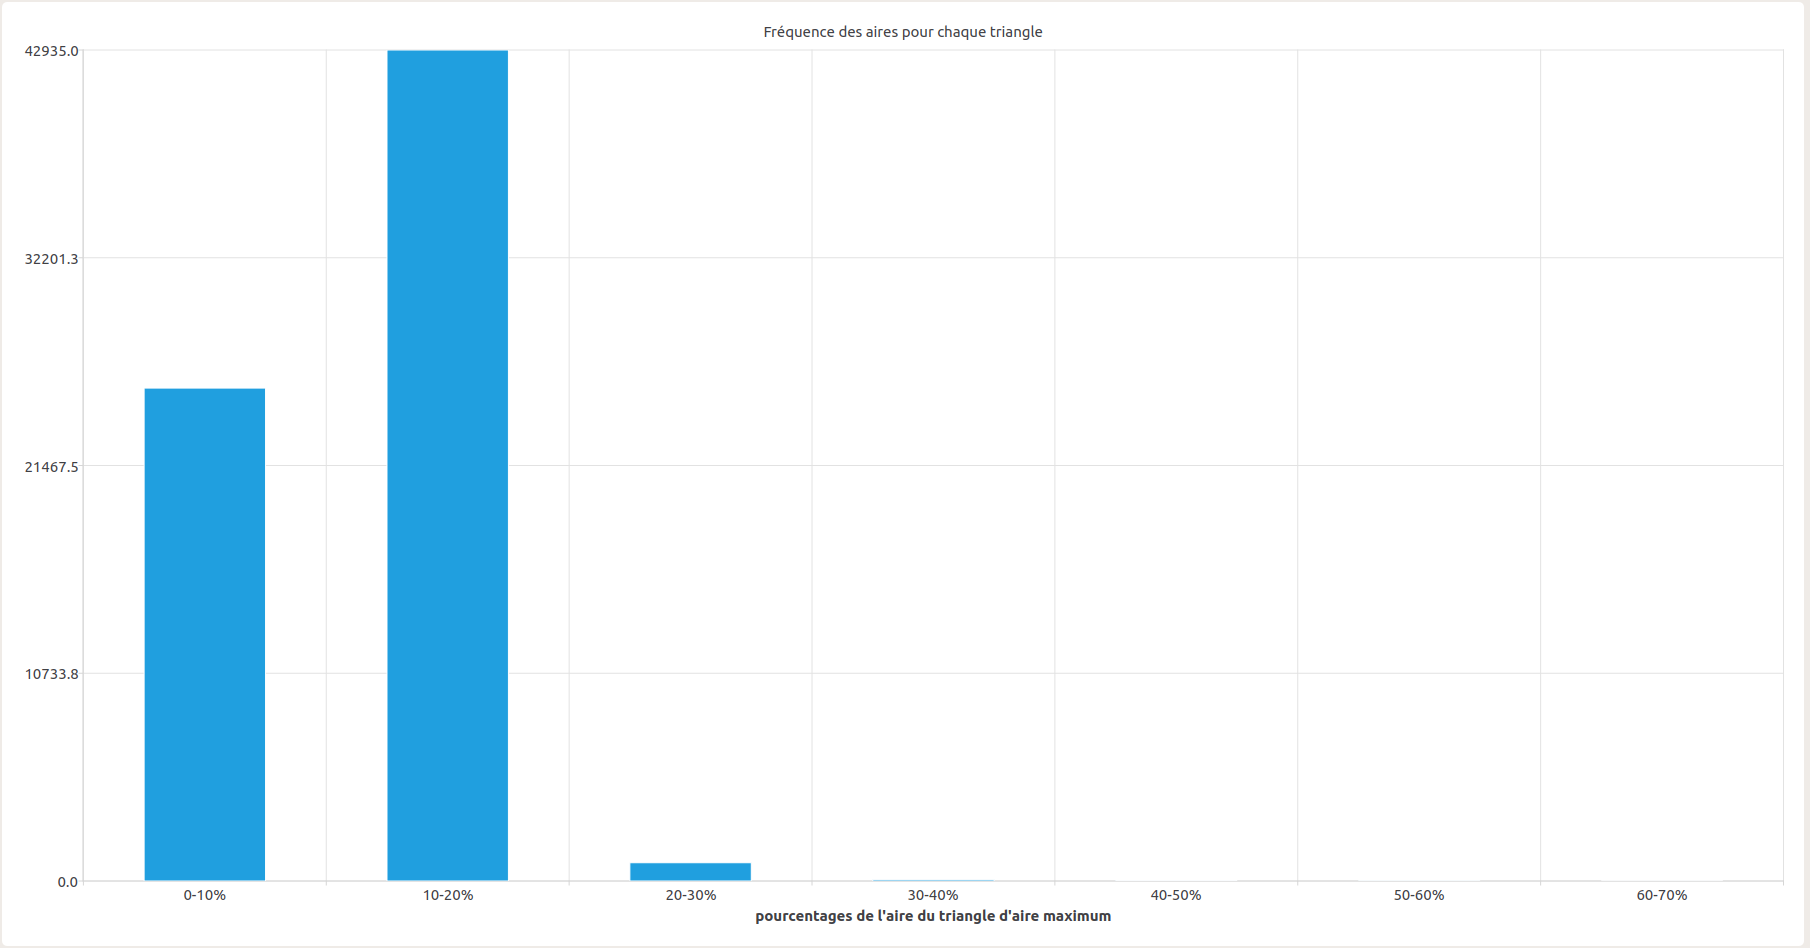 Fréquence des aires pour chaque triangle
42935.0
32201.3
21467.5
10733.8
0.0
0-10% 10-20% 20-30% 30-40% 40-50% 50-60% 60-70%
pourcentages de l'aire du triangle d'aire maximum